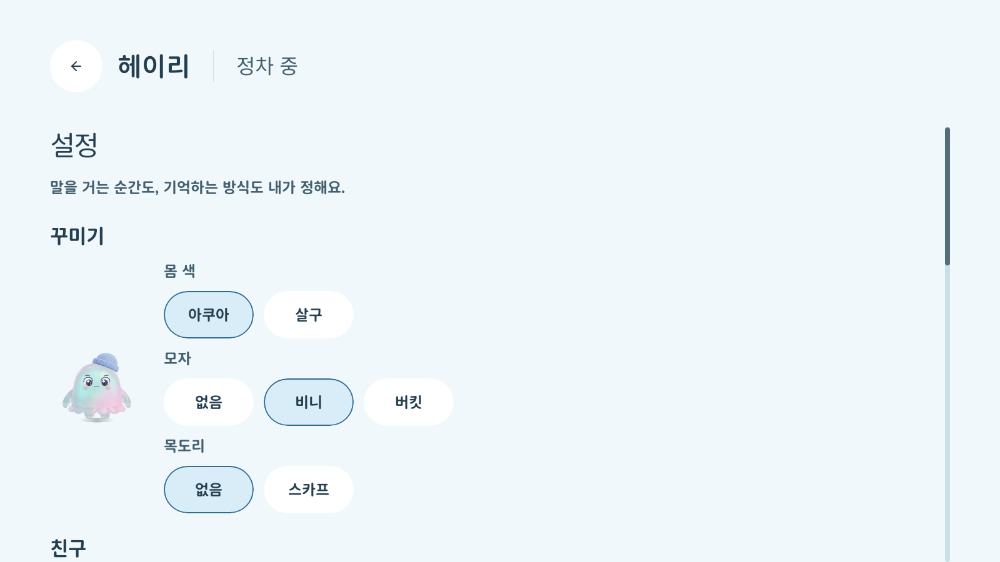 헤이리
정차 중
설정
말을 거는 순간도, 기억하는 방식도 내가 정해요.
꾸미기
몸 색
아쿠아 살구
모자
없음 비니 버킷
목도리
없음 스카프
친구